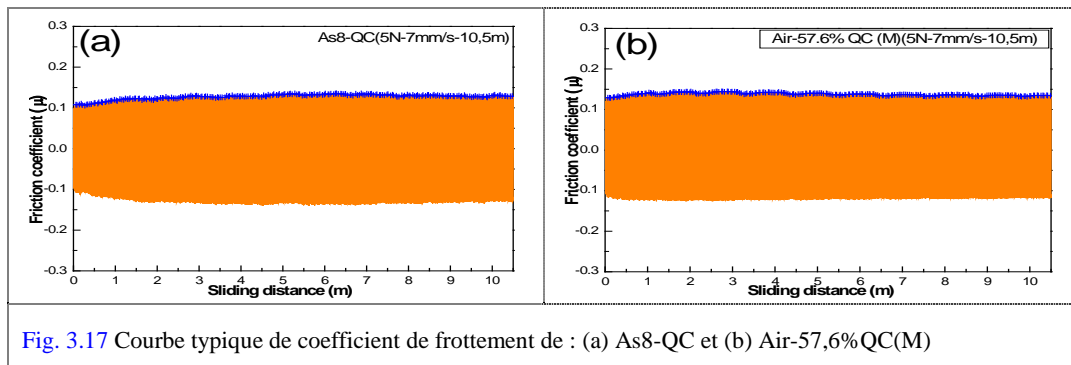 (a)
As8-QC(5N-7mm/s-10,5m)
Friction coefficient (µ)
0.3
0.2
0.1
0.0
-0.1
-0.2
-0.3
0 1 2 3 4 5 6 7 8 9 10
Sliding distance (m)
(b)
Air-57.6% QC (M)(5N-7mm/s-10,5m)
Friction coefficient (µ)
0.3
0.2
0.1
0.0
-0.1
-0.2
-0.3
0 1 2 3 4 5 6 7 8 9 10
Sliding distance (m)
Fig. 3.17 Courbe typique de coefficient de frottement de : (a) As8-QC et (b) Air-57,6%QC(M)